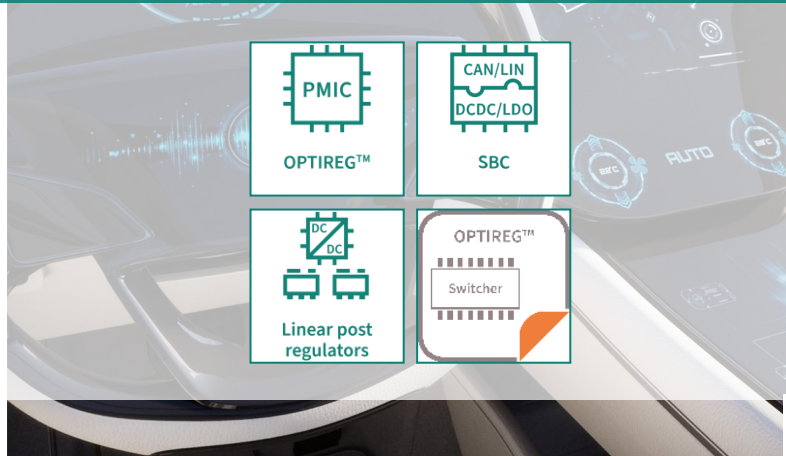 PMIC
OPTIREG™
CAN/LIN
DCDC/LDO
SBC
DC
DC
Linear post
regulators
OPTIREG™
Switcher
AUTO